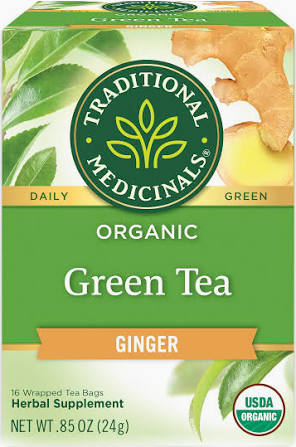 TRADITIONAL
MEDICINALS®
DAILY
GREEN
ORGANIC
Green Tea
GINGER
16 Wrapped Tea Bags
Herbal Supplement
NET WT .85 OZ (24g)
USDA
ORGANIC